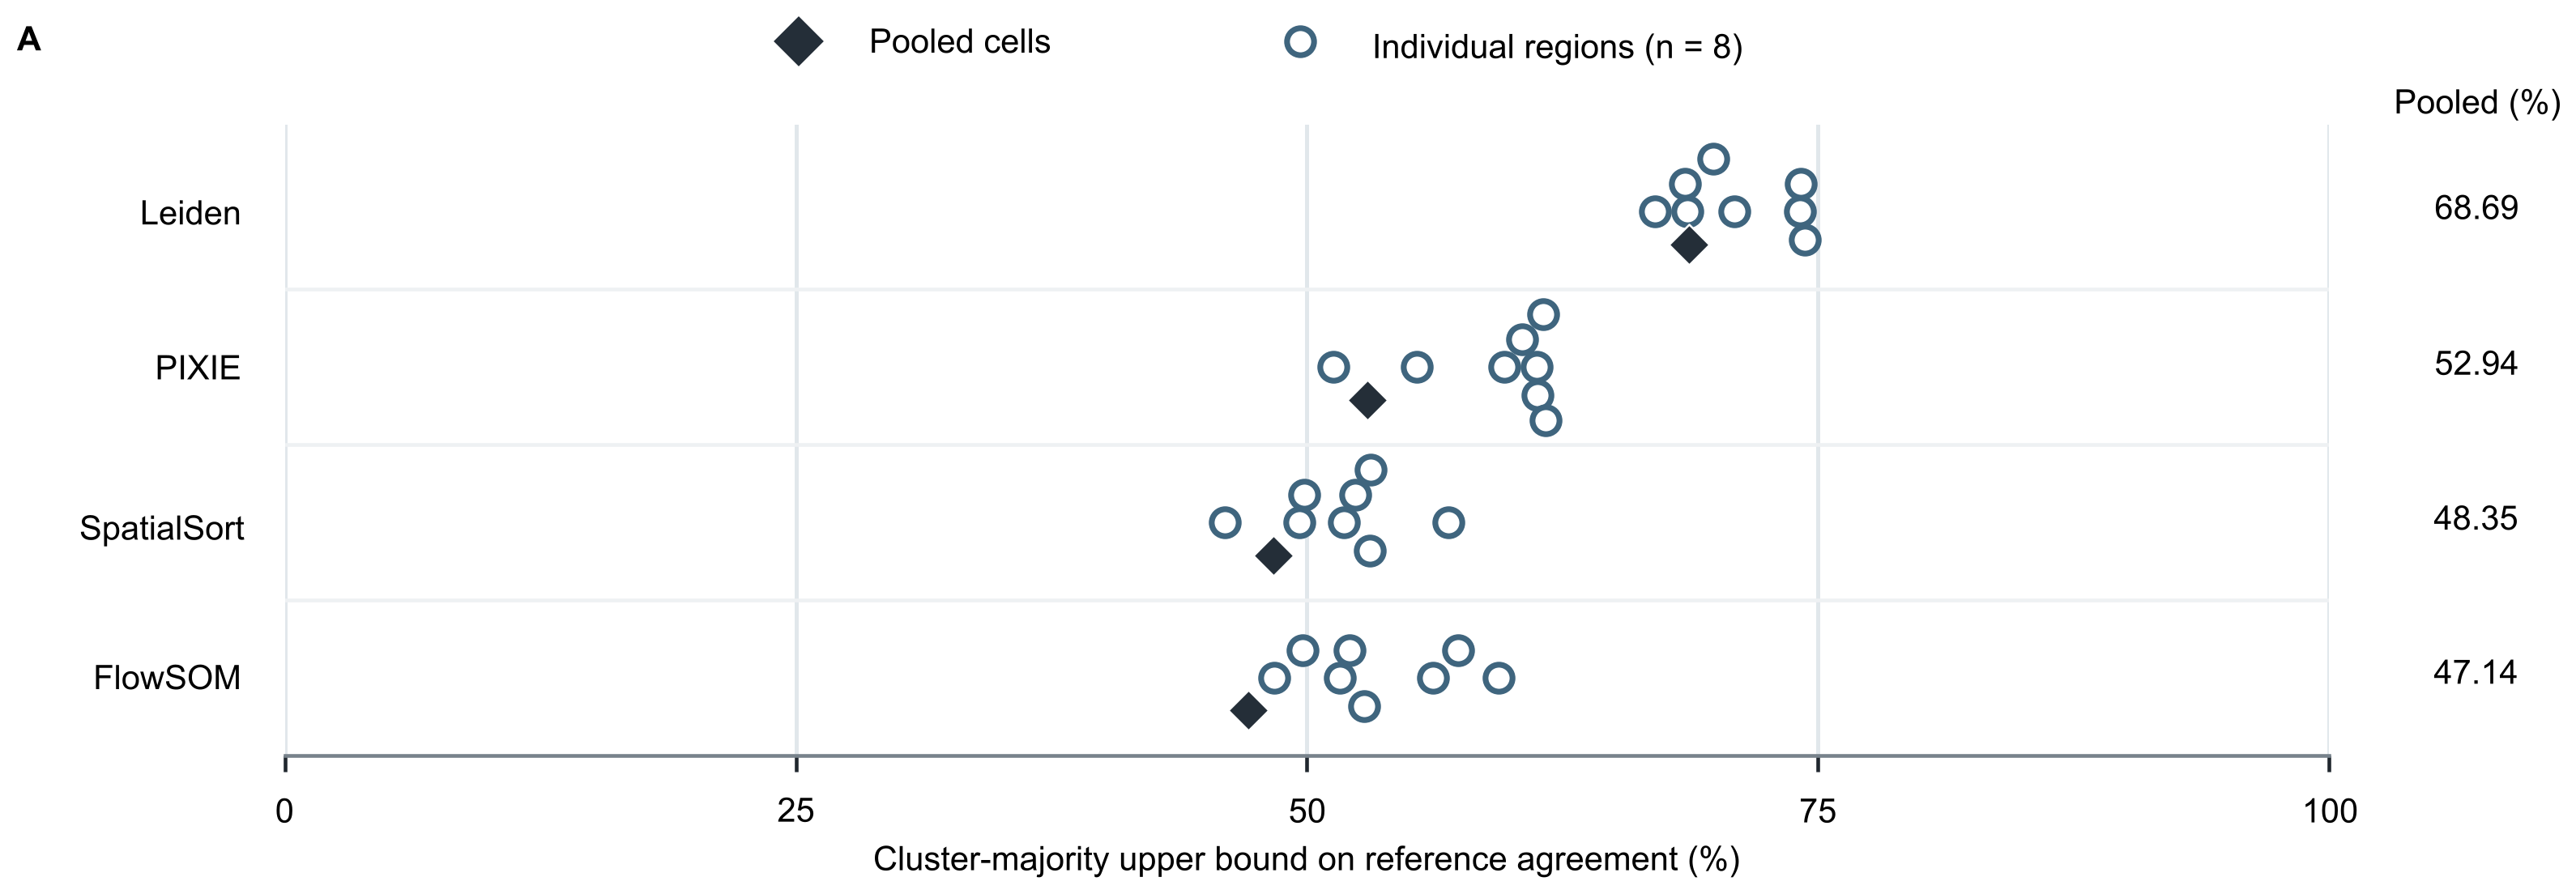 A
Pooled cells
Individual regions (n = 8)
Pooled (%)
Leiden
68.69
PIXIE
52.94
SpatialSort
48.35
FlowSOM
47.14
0 25 50 75 100
Cluster-majority upper bound on reference agreement (%)